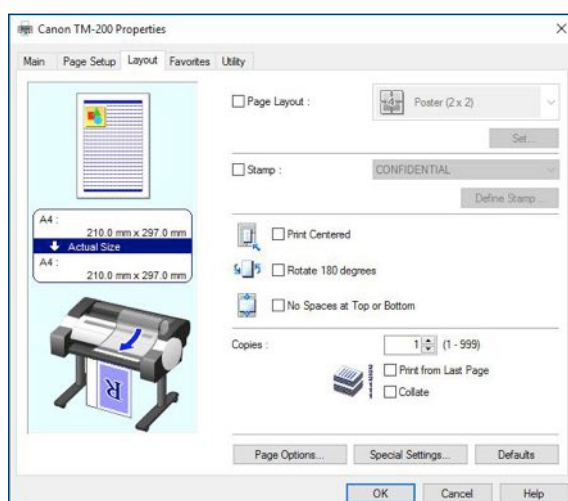 Canon TM-200 Properties
Main Page Setup Layout Favorites Utility
Page Layout :
4
Poster (2 x 2)
Set...
Stamp :
CONFIDENTIAL
Define Stamp...
A4 :
210.0 mm x 297.0 mm
Actual Size
A4 :
210.0 mm x 297.0 mm
Print Centered
Rotate 180 degrees
No Spaces at Top or Bottom
R
Copies :
1 (1 - 999)
Print from Last Page
Collate
Page Options... Special Settings... Defaults
OK Cancel Help